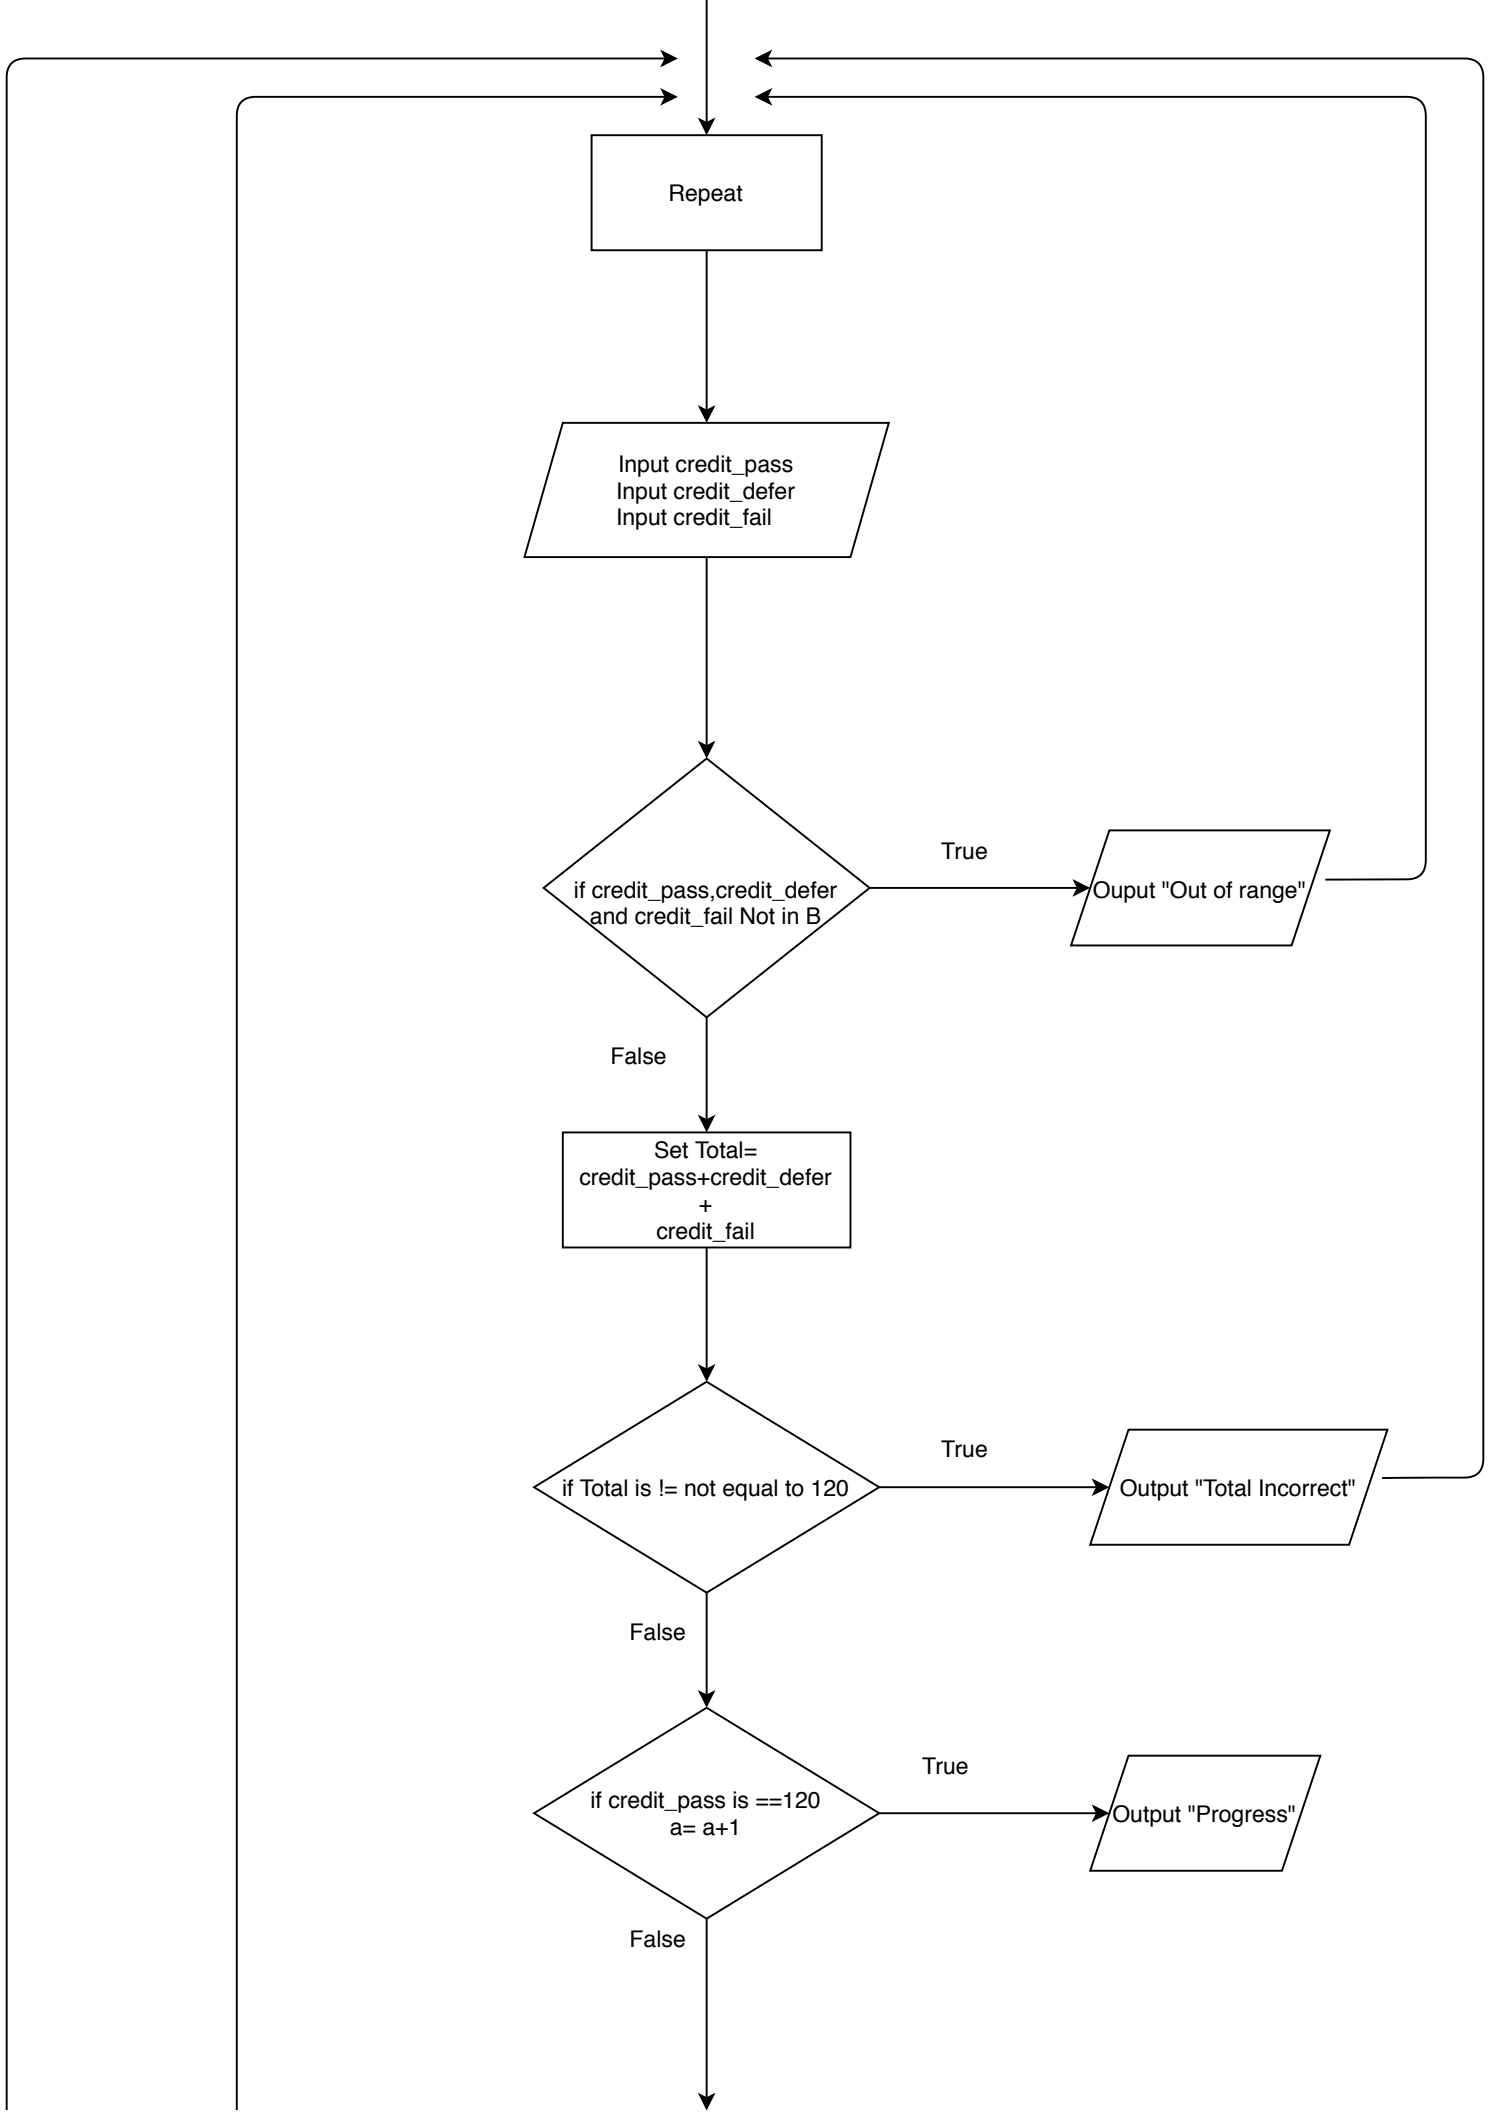 Repeat
Input credit_pass
Input credit_defer
Input credit_fail
True
if credit_pass,credit_defer
and credit_fail Not in B
Ouput "Out of range"
False
Set Total=
credit_pass+credit_defer
+
credit_fail
True
if Total is != not equal to 120
Output "Total Incorrect"
False
True
if credit_pass is ==120
a= a+1
Output "Progress"
False